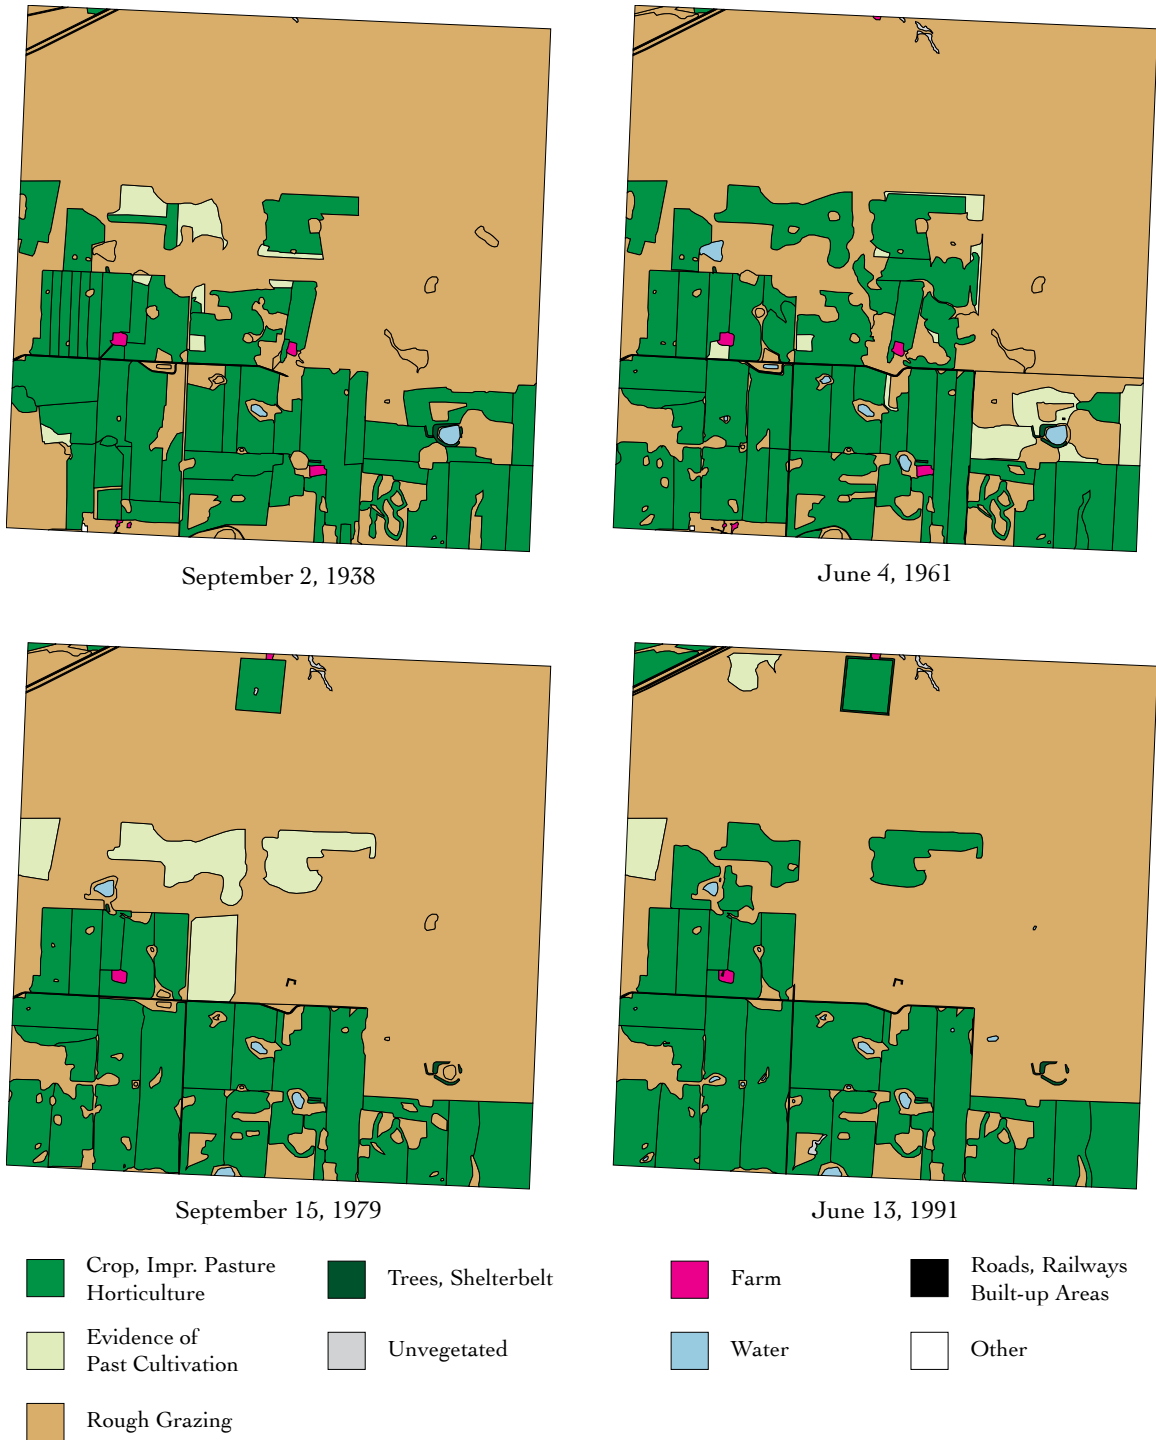 September 2, 1938
June 4, 1961
September 15, 1979
June 13, 1991
Crop, Impr. Pasture
Horticulture
Trees, Shelterbelt
Farm
Roads, Railways
Built-up Areas
Evidence of
Past Cultivation
Unvegetated
Water
Other
Rough Grazing